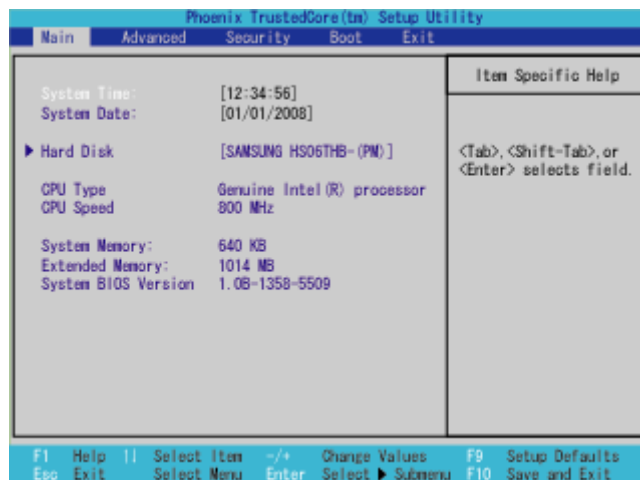 Phoenix TrustedCore(tm) Setup Utility
Main Advanced Security Boot Exit
Item Specific Help
System Time: [12:34:56]
System Date: [01/01/2008]
Hard Disk [SAMSUNG HS06THB-(PM)]
<Tab>, <Shift-Tab>, or
<Enter> selects field.
CPU Type Genuine Intel(R) processor
CPU Speed 800 MHz
System Memory: 640 KB
Extended Memory: 1014 MB
System BIOS Version 1.0B-1358-5509
F1 Help ↑↓ Select Item -/+ Change Values F9 Setup Defaults
Esc Exit Select Menu Enter Select ▶ Submenu F10 Save and Exit